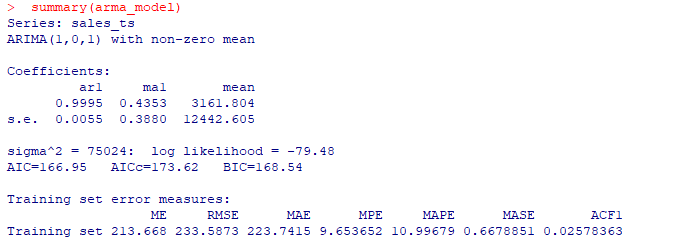 > summary(arma_model)
Series: sales_ts
ARIMA(1,0,1) with non-zero mean
Coefficients:
ar1 ma1 mean
0.9995 0.4353 3161.804
s.e. 0.0055 0.3880 12442.605
sigma^2 = 75024: log likelihood = -79.48
AIC=166.95 AICc=173.62 BIC=168.54
Training set error measures:
ME RMSE MAE MPE MAPE MASE ACF1
Training set 213.668 233.5873 223.7415 9.653652 10.99679 0.6678851 0.02578363